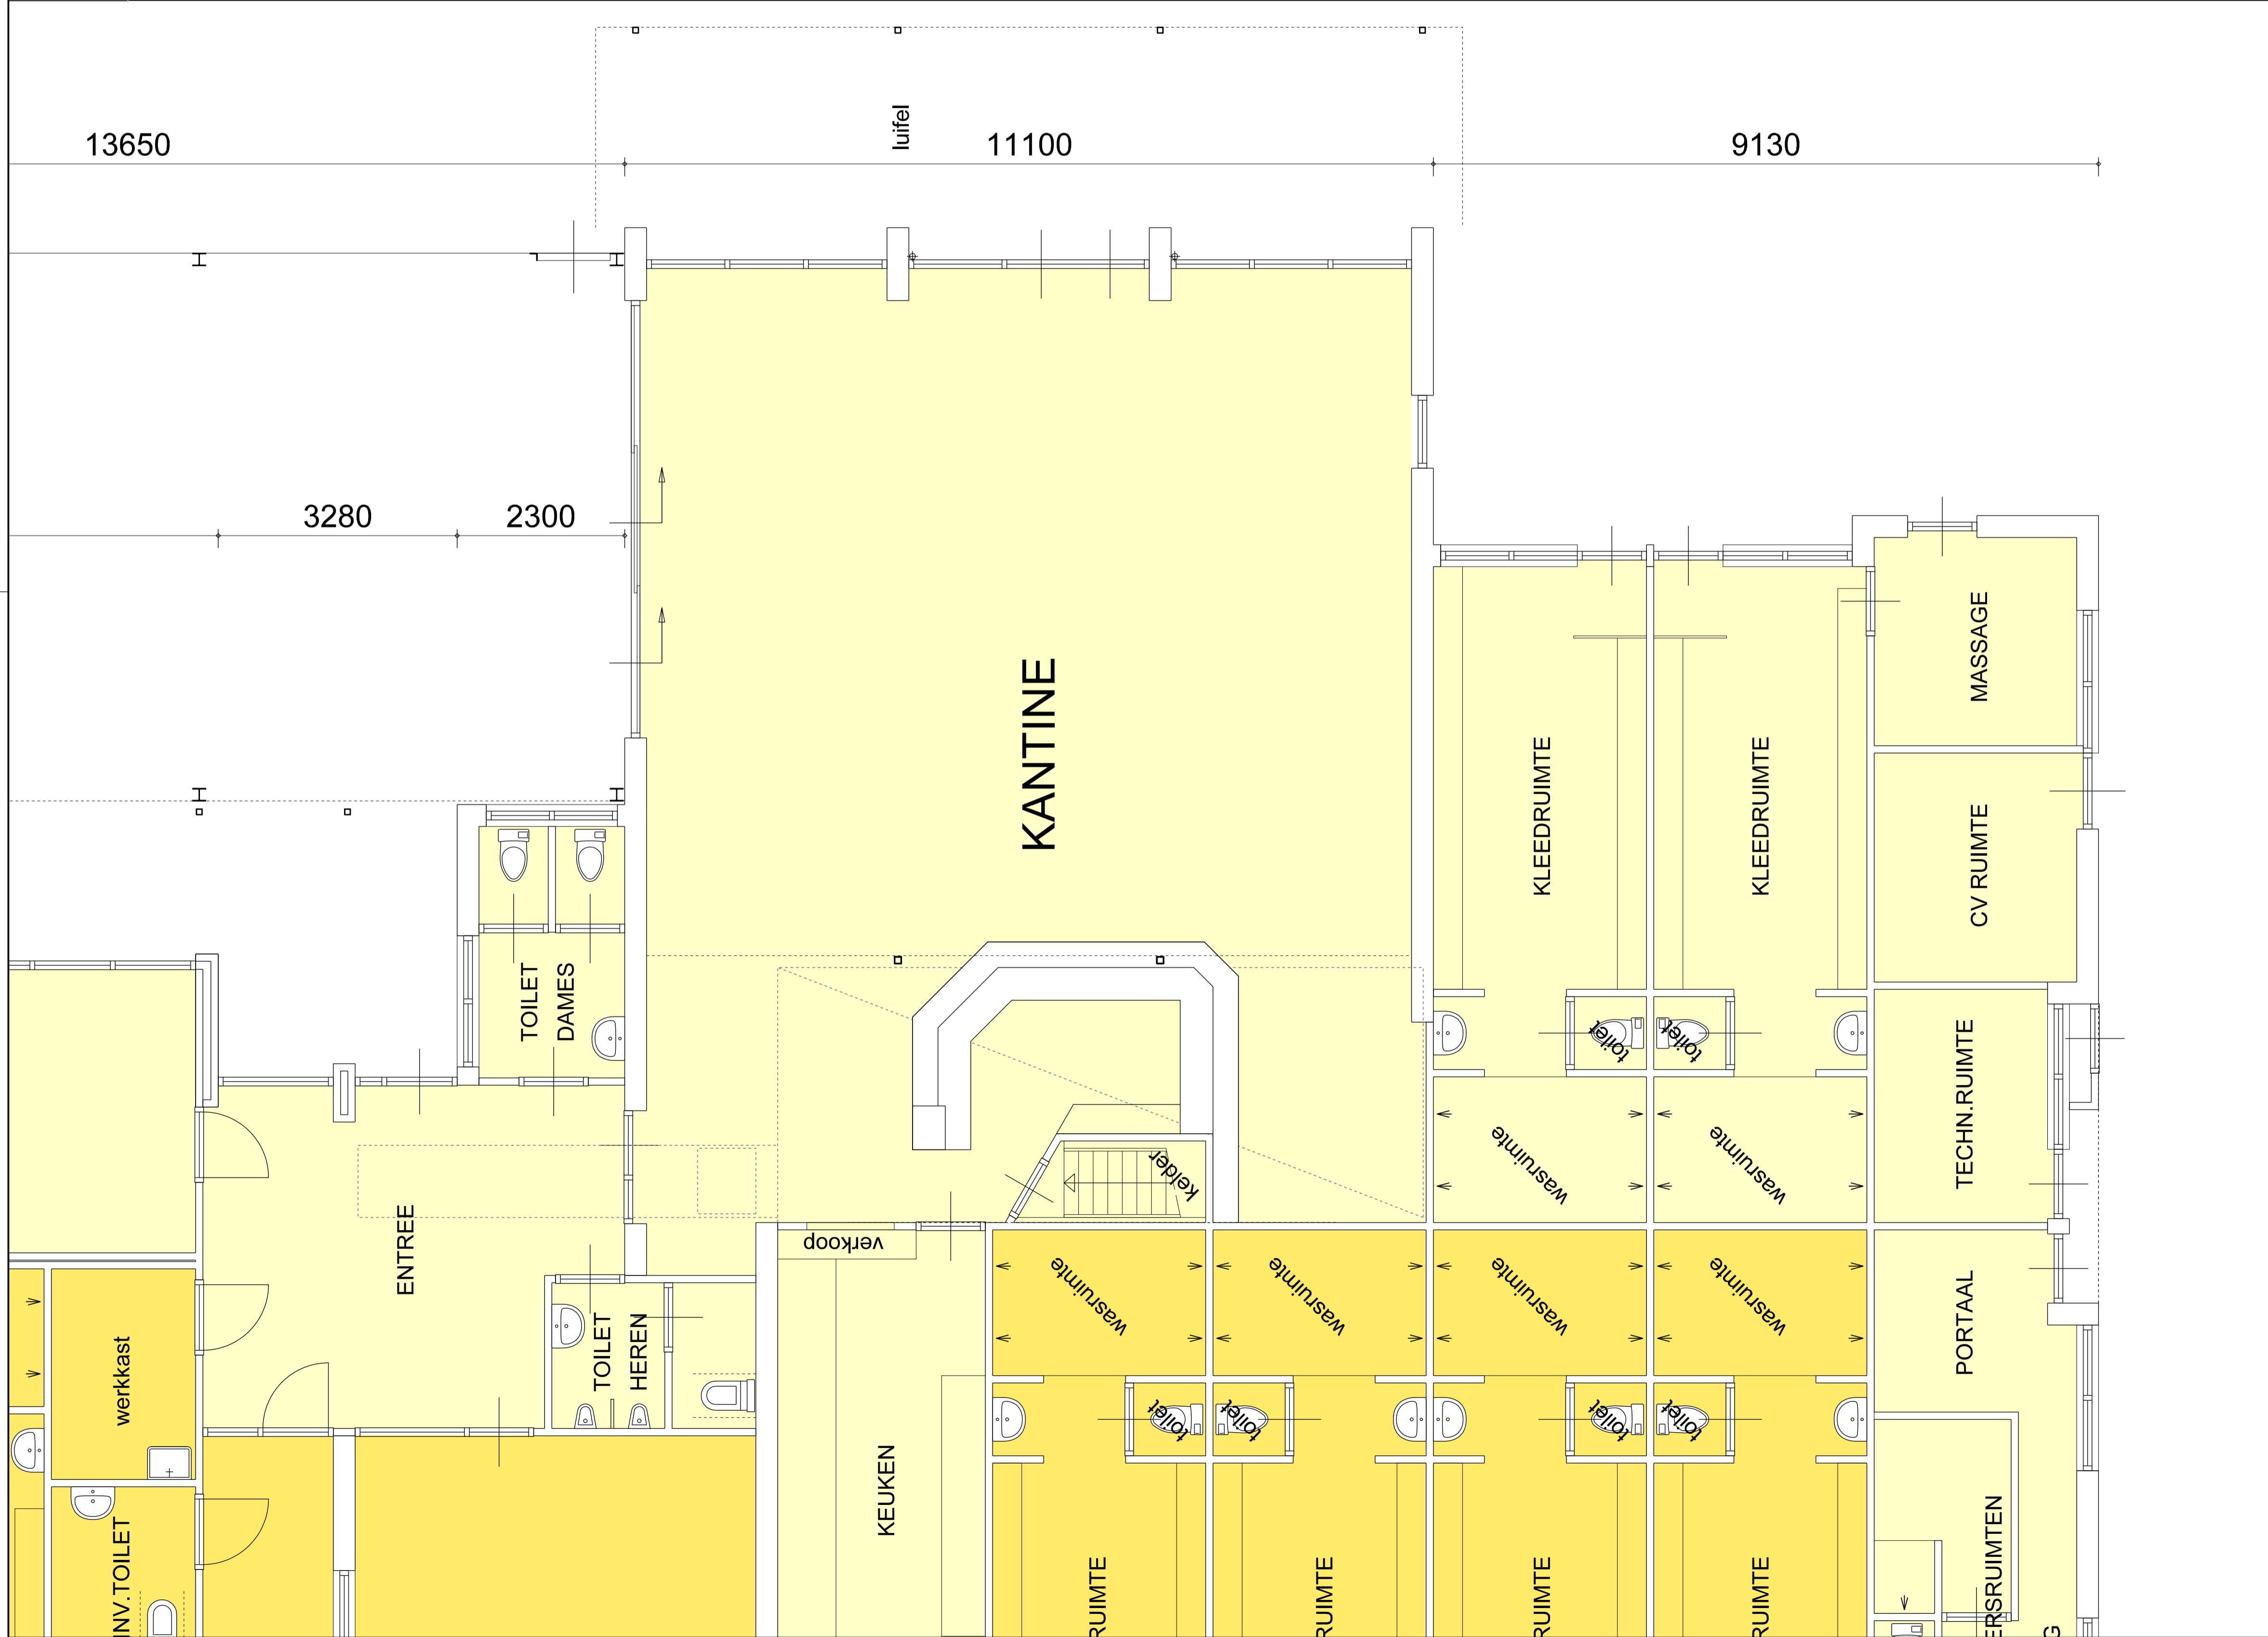 luifel
13650
11100
9130
3280
2300
KANTINE
MASSAGE
KLEEDRUIMTE
KLEEDRUIMTE
CV RUIMTE
TOILET
DAMES
toilet
toilet
TECHN.RUIMTE
wasruimte
wasruimte
kelder
ENTREE
verkoop
wasruimte
wasruimte
wasruimte
wasruimte
PORTAAL
werkkast
TOILET
HEREN
toilet
toilet
toilet
toilet
KEUKEN
INV.TOILET
RUIMTE
RUIMTE
RUIMTE
RUIMTE
ERSRUIMTEN
G